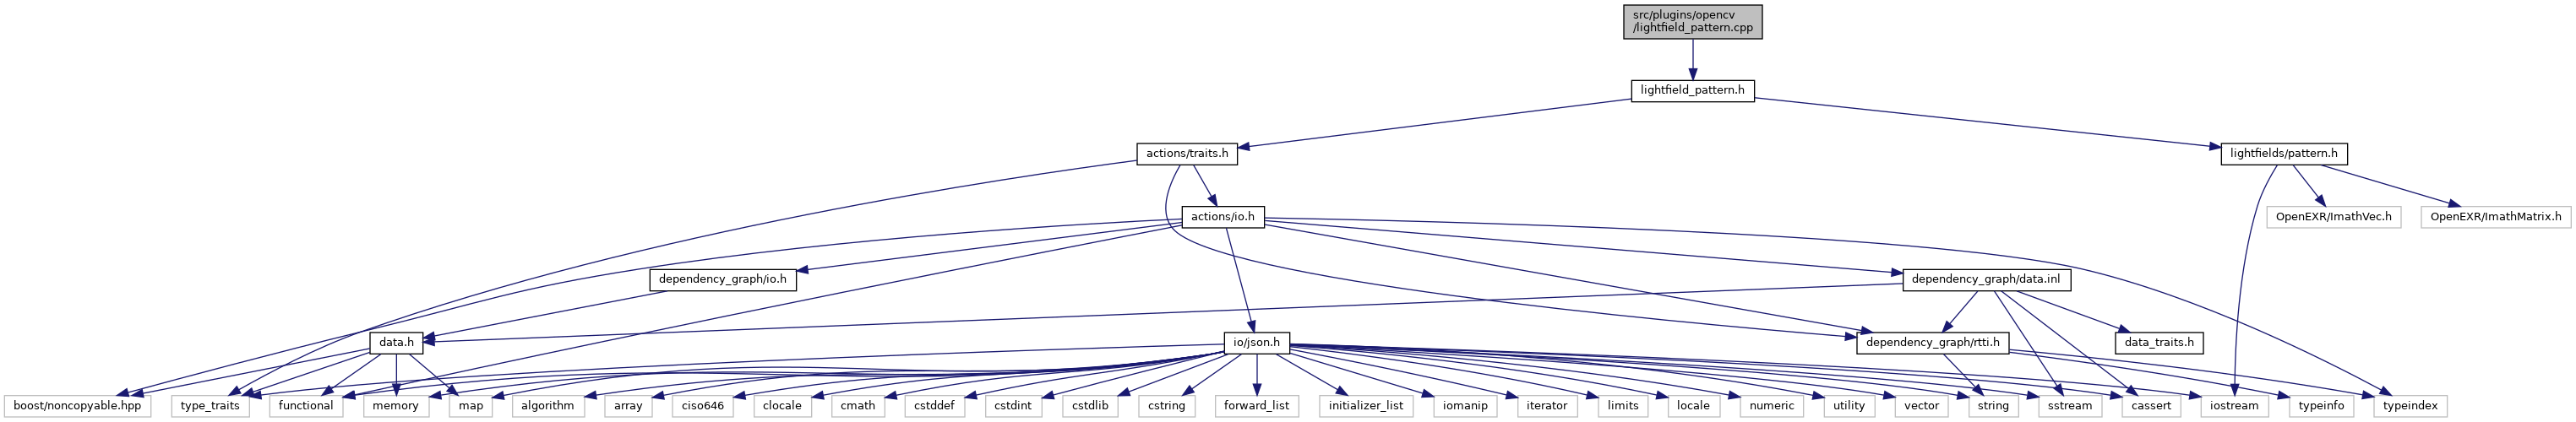 src/plugins/opencv
/lightfield_pattern.cpp
lightfield_pattern.h
actions/traits.h
lightfields/pattern.h
actions/io.h
OpenEXR/ImathVec.h
OpenEXR/ImathMatrix.h
dependency_graph/io.h
dependency_graph/data.inl
data.h
io/json.h
dependency_graph/rtti.h
data_traits.h
boost/noncopyable.hpp
type_traits
functional
memory
map
algorithm
array
ciso646
clocale
cmath
cstddef
cstdint
cstdlib
cstring
forward_list
initializer_list
iomanip
iterator
limits
locale
numeric
utility
vector
string
sstream
cassert
iostream
typeinfo
typeindex